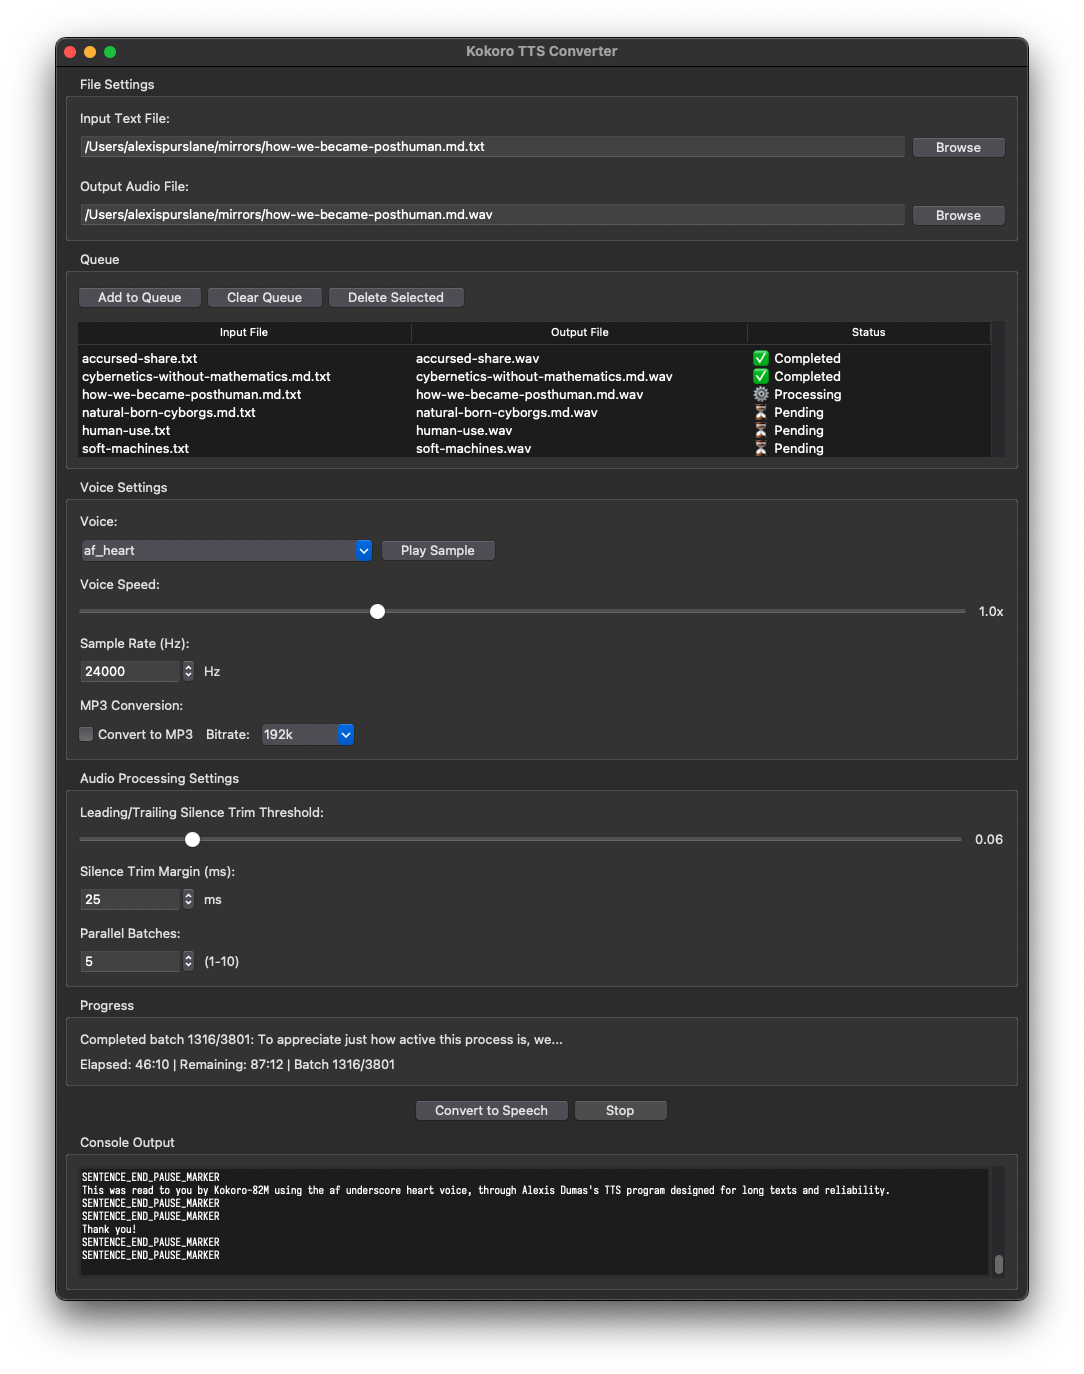 Kokoro TTS Converter
File Settings
Input Text File:
/Users/alexispurslane/mirrors/how-we-became-posthuman.md.txt
Browse
Output Audio File:
/Users/alexispurslane/mirrors/how-we-became-posthuman.md.wav
Browse
Queue
Add to Queue Clear Queue Delete Selected
Input File Output File Status
accursed-share.txt accursed-share.wav ✅ Completed
cybernetics-without-mathematics.md.txt cybernetics-without-mathematics.md.wav ✅ Completed
how-we-became-posthuman.md.txt how-we-became-posthuman.md.wav ⚙️ Processing
natural-born-cyborgs.md.txt natural-born-cyborgs.md.wav ⏳ Pending
human-use.txt human-use.wav ⏳ Pending
soft-machines.txt soft-machines.wav ⏳ Pending
Voice Settings
Voice:
af_heart Play Sample
Voice Speed:
1.0x
Sample Rate (Hz):
24000 Hz
MP3 Conversion:
Convert to MP3 Bitrate: 192k
Audio Processing Settings
Leading/Trailing Silence Trim Threshold:
0.06
Silence Trim Margin (ms):
25 ms
Parallel Batches:
5 (1-10)
Progress
Completed batch 1316/3801: To appreciate just how active this process is, we...
Elapsed: 46:10 | Remaining: 87:12 | Batch 1316/3801
Convert to Speech Stop
Console Output
SENTENCE_END_PAUSE_MARKER
This was read to you by Kokoro-82M using the af underscore heart voice, through Alexis Dumas's TTS program designed for long texts and reliability.
SENTENCE_END_PAUSE_MARKER
SENTENCE_END_PAUSE_MARKER
Thank you!
SENTENCE_END_PAUSE_MARKER
SENTENCE_END_PAUSE_MARKER